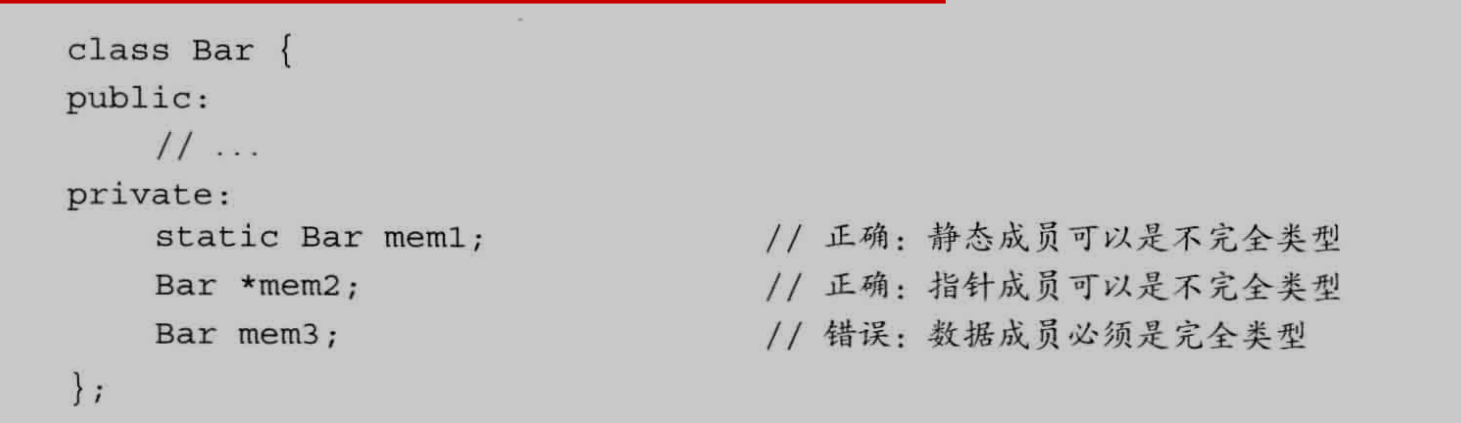 class Bar {
public:
// ...
private:
static Bar mem1; // 正确：静态成员可以是不完全类型
Bar *mem2; // 正确：指针成员可以是不完全类型
Bar mem3; // 错误：数据成员必须是完全类型
};